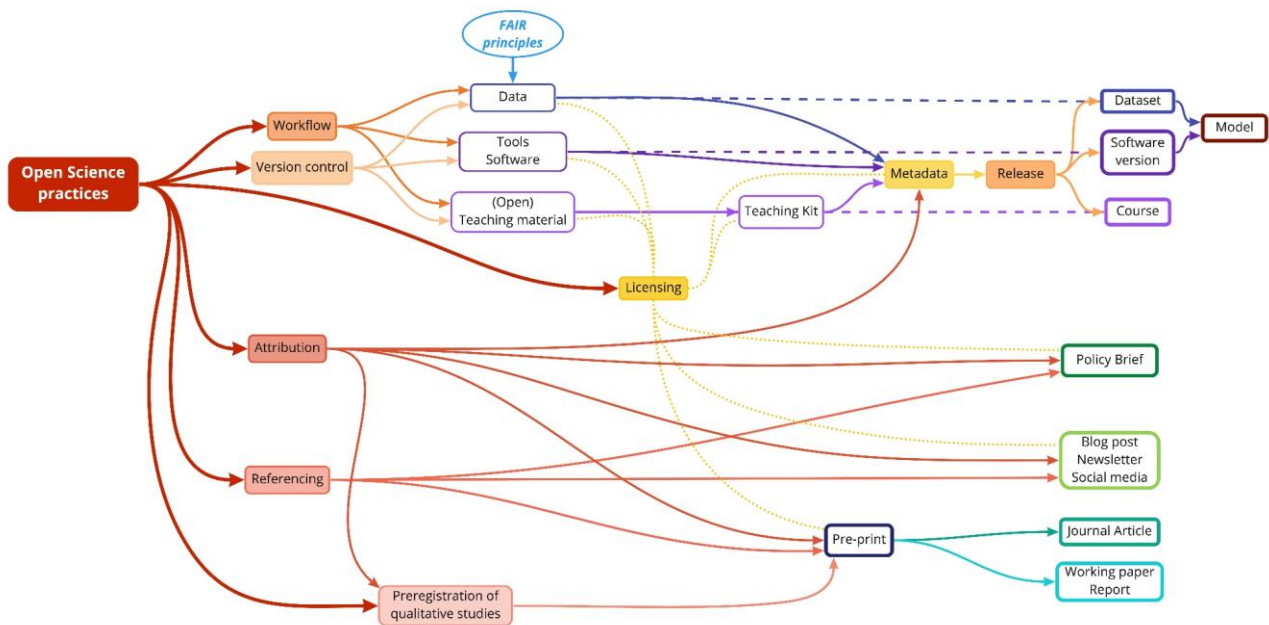 FAIR
principles
Data
Dataset
Workflow
Model
Tools
Software
Software
version
Version control
Open Science
practices
Metadata
Release
(Open)
Teaching material
Teaching Kit
Course
Licensing
Attribution
Policy Brief
Blog post
Newsletter
Social media
Referencing
Pre-print
Journal Article
Working paper
Report
Preregistration of
qualitative studies